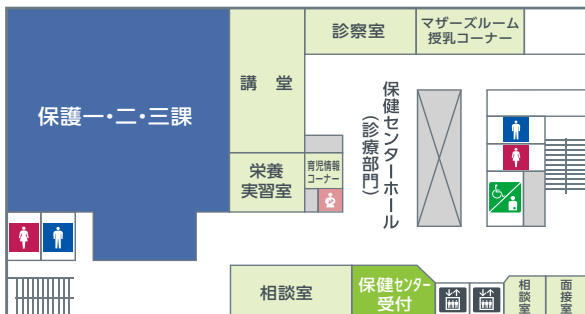 診察室
マザーズルーム
授乳コーナー
講　堂
保護一・二・三課
保健センターホール
（診療部門）
栄養
実習室
育児情報
コーナー
相談室
保健センター
受付
相談室
面接室